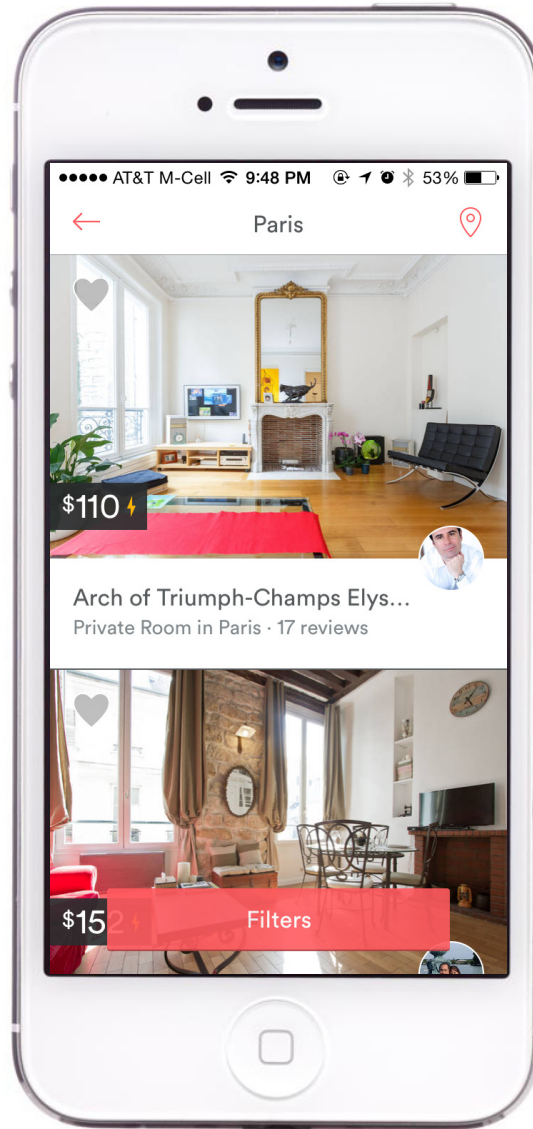 AT&T M-Cell 9:48 PM 53%
Paris
$110
Arch of Triumph-Champs Elys...
Private Room in Paris · 17 reviews
$152
Filters